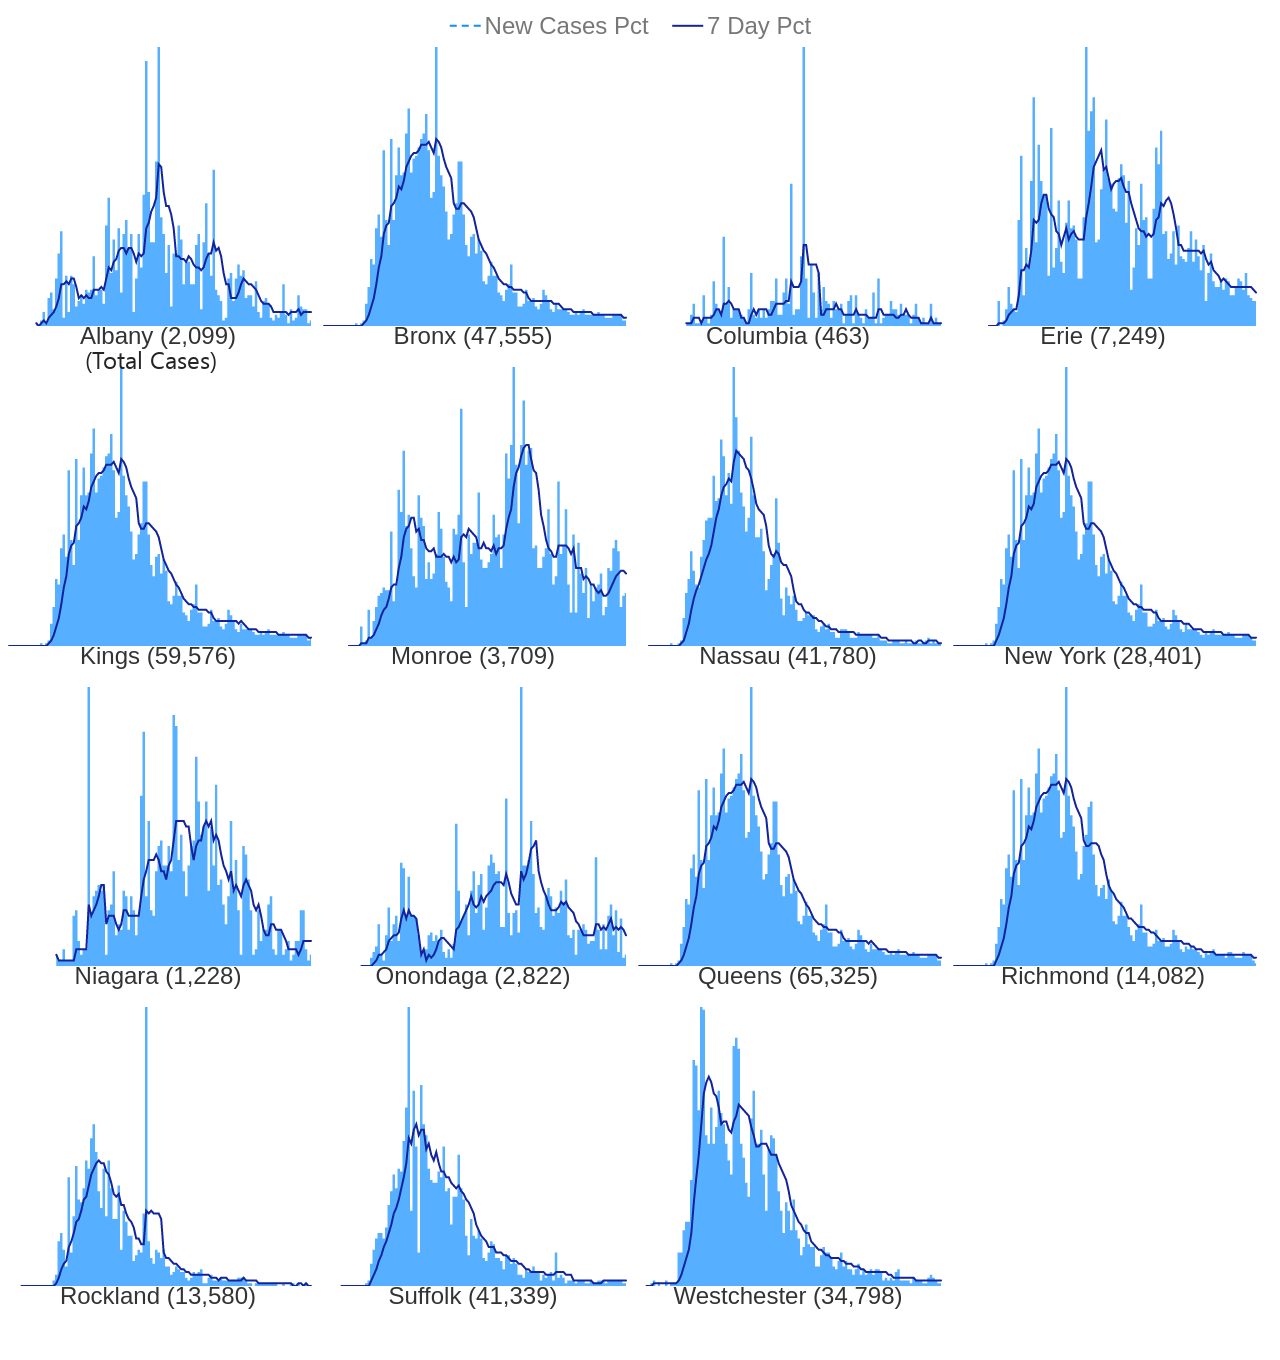 New Cases Pct 7 Day Pct
Albany (2,099) Bronx (47,555) Columbia (463) Erie (7,249)
(Total Cases)
Kings (59,576) Monroe (3,709) Nassau (41,780) New York (28,401)
Niagara (1,228) Onondaga (2,822) Queens (65,325) Richmond (14,082)
Rockland (13,580) Suffolk (41,339) Westchester (34,798)